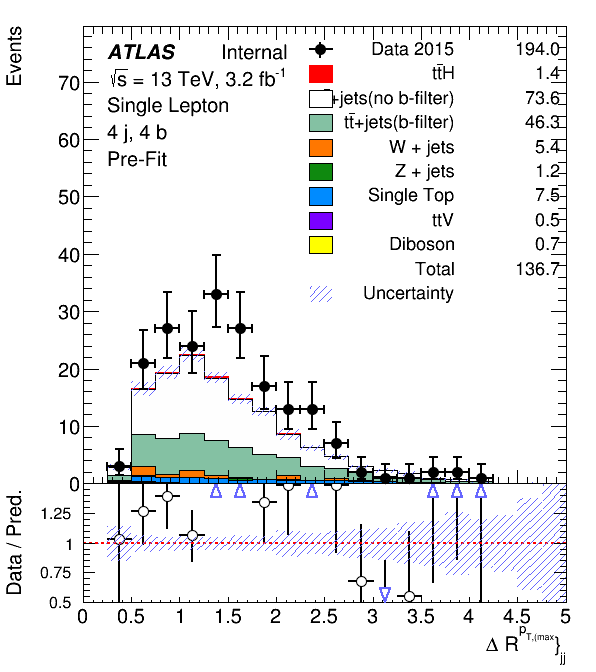 Events
ATLAS Internal
√s = 13 TeV, 3.2 fb-1
Single Lepton
4 j, 4 b
Pre-Fit
Data 2015 194.0
tt̄H 1.4
+jets(no b-filter) 73.6
tt̄+jets(b-filter) 46.3
W + jets 5.4
Z + jets 1.2
Single Top 7.5
ttV 0.5
Diboson 0.7
Total 136.7
Uncertainty
70
60
50
40
30
20
10
0
Data / Pred.
1.25
1
0.75
0.5
0 0.5 1 1.5 2 2.5 3 3.5 4 4.5 5
Δ R p_T,(max }jj